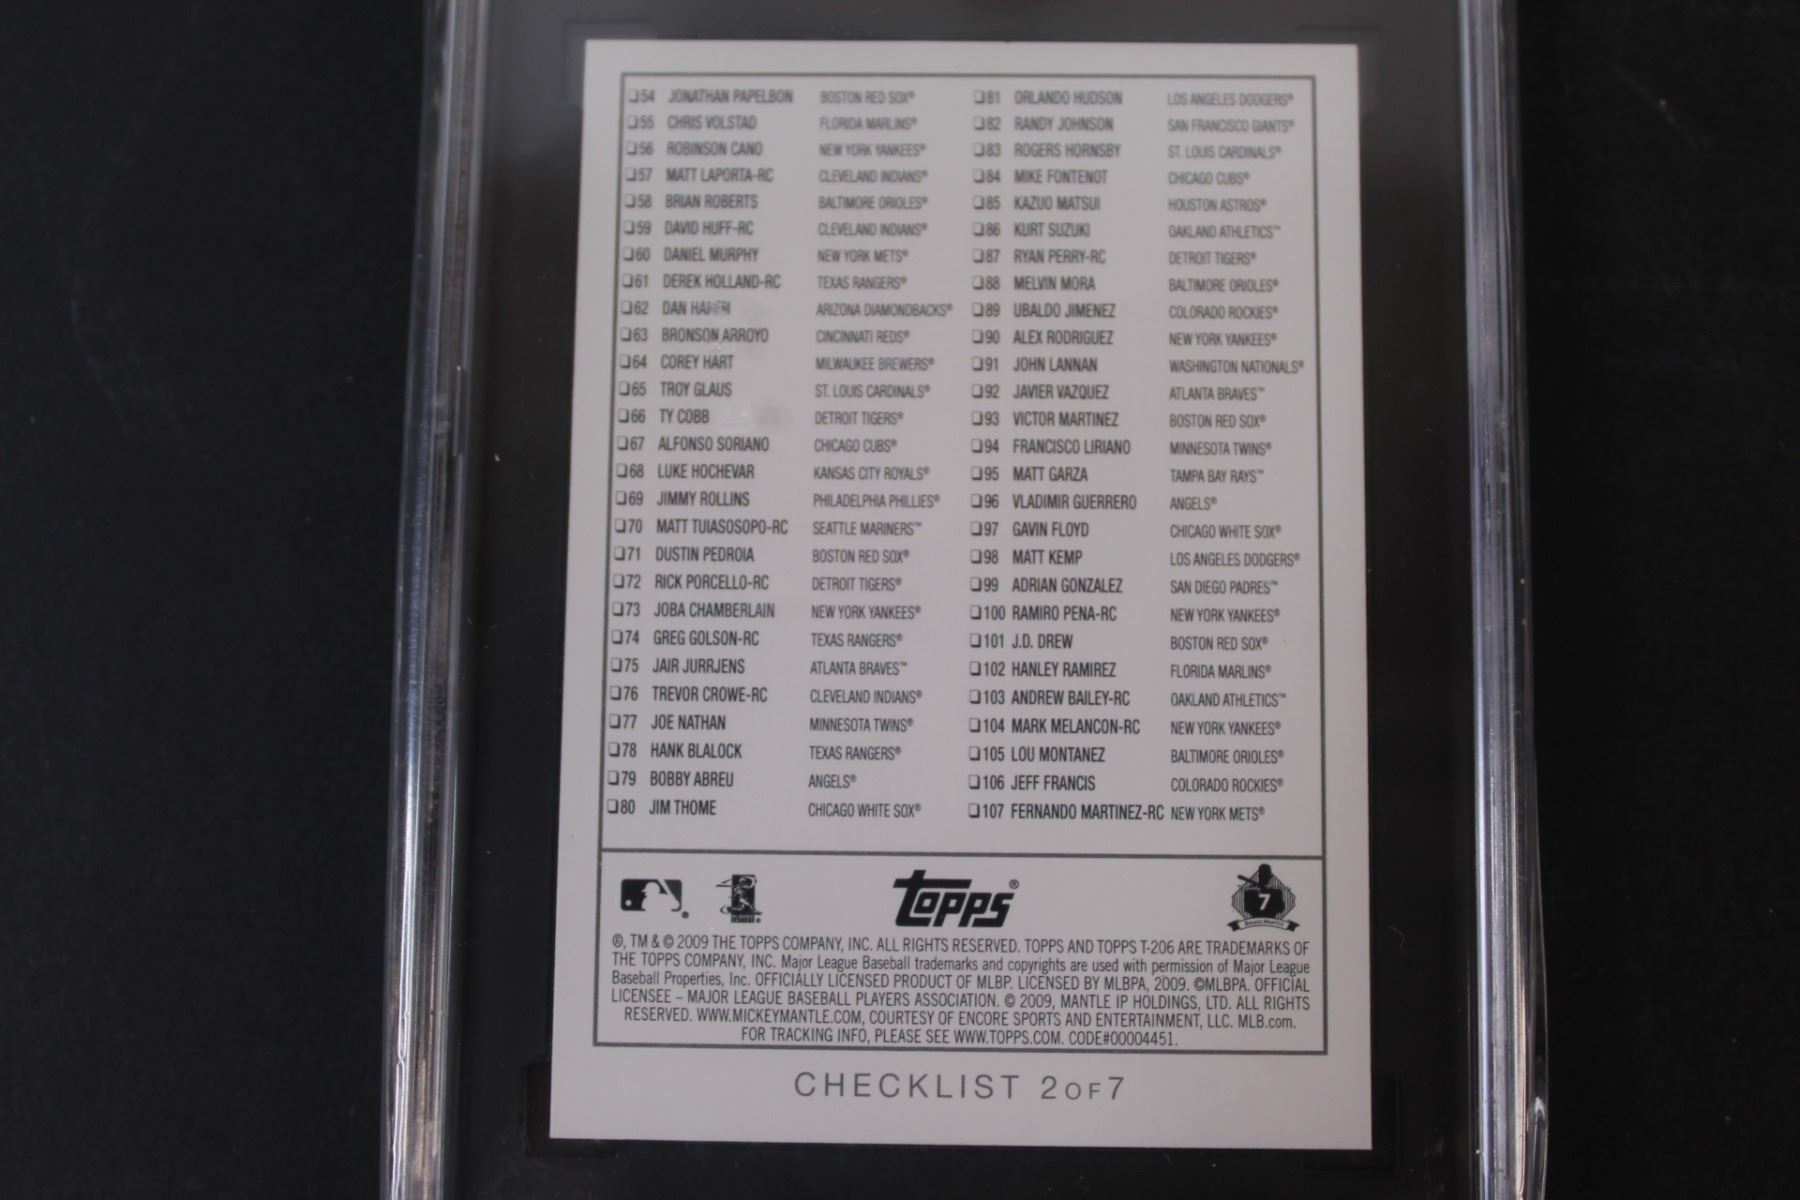 ❏54 JONATHAN PAPELBON BOSTON RED SOX®
❏55 CHRIS VOLSTAD FLORIDA MARLINS®
❏56 ROBINSON CANO NEW YORK YANKEES®
❏57 MATT LAPORTA-RC CLEVELAND INDIANS®
❏58 BRIAN ROBERTS BALTIMORE ORIOLES®
❏59 DAVID HUFF-RC CLEVELAND INDIANS®
❏60 DANIEL MURPHY NEW YORK METS®
❏61 DEREK HOLLAND-RC TEXAS RANGERS®
❏62 DAN HAREN ARIZONA DIAMONDBACKS®
❏63 BRONSON ARROYO CINCINNATI REDS®
❏64 COREY HART MILWAUKEE BREWERS®
❏65 TROY GLAUS ST. LOUIS CARDINALS®
❏66 TY COBB DETROIT TIGERS®
❏67 ALFONSO SORIANO CHICAGO CUBS®
❏68 LUKE HOCHEVAR KANSAS CITY ROYALS®
❏69 JIMMY ROLLINS PHILADELPHIA PHILLIES®
❏70 MATT TUIASOSOPO-RC SEATTLE MARINERS™
❏71 DUSTIN PEDROIA BOSTON RED SOX®
❏72 RICK PORCELLO-RC DETROIT TIGERS®
❏73 JOBA CHAMBERLAIN NEW YORK YANKEES®
❏74 GREG GOLSON-RC TEXAS RANGERS®
❏75 JAIR JURRJENS ATLANTA BRAVES™
❏76 TREVOR CROWE-RC CLEVELAND INDIANS®
❏77 JOE NATHAN MINNESOTA TWINS®
❏78 HANK BLALOCK TEXAS RANGERS®
❏79 BOBBY ABREU ANGELS®
❏80 JIM THOME CHICAGO WHITE SOX®
❏81 ORLANDO HUDSON LOS ANGELES DODGERS®
❏82 RANDY JOHNSON SAN FRANCISCO GIANTS®
❏83 ROGERS HORNSBY ST. LOUIS CARDINALS®
❏84 MIKE FONTENOT CHICAGO CUBS®
❏85 KAZUO MATSUI HOUSTON ASTROS®
❏86 KURT SUZUKI OAKLAND ATHLETICS™
❏87 RYAN PERRY-RC DETROIT TIGERS®
❏88 MELVIN MORA BALTIMORE ORIOLES®
❏89 UBALDO JIMENEZ COLORADO ROCKIES®
❏90 ALEX RODRIGUEZ NEW YORK YANKEES®
❏91 JOHN LANNAN WASHINGTON NATIONALS®
❏92 JAVIER VAZQUEZ ATLANTA BRAVES™
❏93 VICTOR MARTINEZ BOSTON RED SOX®
❏94 FRANCISCO LIRIANO MINNESOTA TWINS®
❏95 MATT GARZA TAMPA BAY RAYS™
❏96 VLADIMIR GUERRERO ANGELS®
❏97 GAVIN FLOYD CHICAGO WHITE SOX®
❏98 MATT KEMP LOS ANGELES DODGERS®
❏99 ADRIAN GONZALEZ SAN DIEGO PADRES™
❏100 RAMIRO PENA-RC NEW YORK YANKEES®
❏101 J.D. DREW BOSTON RED SOX®
❏102 HANLEY RAMIREZ FLORIDA MARLINS®
❏103 ANDREW BAILEY-RC OAKLAND ATHLETICS™
❏104 MARK MELANCON-RC NEW YORK YANKEES®
❏105 LOU MONTANEZ BALTIMORE ORIOLES®
❏106 JEFF FRANCIS COLORADO ROCKIES®
❏107 FERNANDO MARTINEZ-RC NEW YORK METS®
Topps®
7
®, TM & © 2009 THE TOPPS COMPANY, INC. ALL RIGHTS RESERVED. TOPPS AND TOPPS T-206 ARE TRADEMARKS OF
THE TOPPS COMPANY, INC. Major League Baseball trademarks and copyrights are used with permission of Major League
Baseball Properties, Inc. OFFICIALLY LICENSED PRODUCT OF MLBP. LICENSED BY MLBPA, 2009. ©MLBPA. OFFICIAL
LICENSEE – MAJOR LEAGUE BASEBALL PLAYERS ASSOCIATION. © 2009, MANTLE IP HOLDINGS, LTD. ALL RIGHTS
RESERVED. WWW.MICKEYMANTLE.COM, COURTESY OF ENCORE SPORTS AND ENTERTAINMENT, LLC. MLB.com.
FOR TRACKING INFO, PLEASE SEE WWW.TOPPS.COM. CODE#00004451.
CHECKLIST 2 OF 7